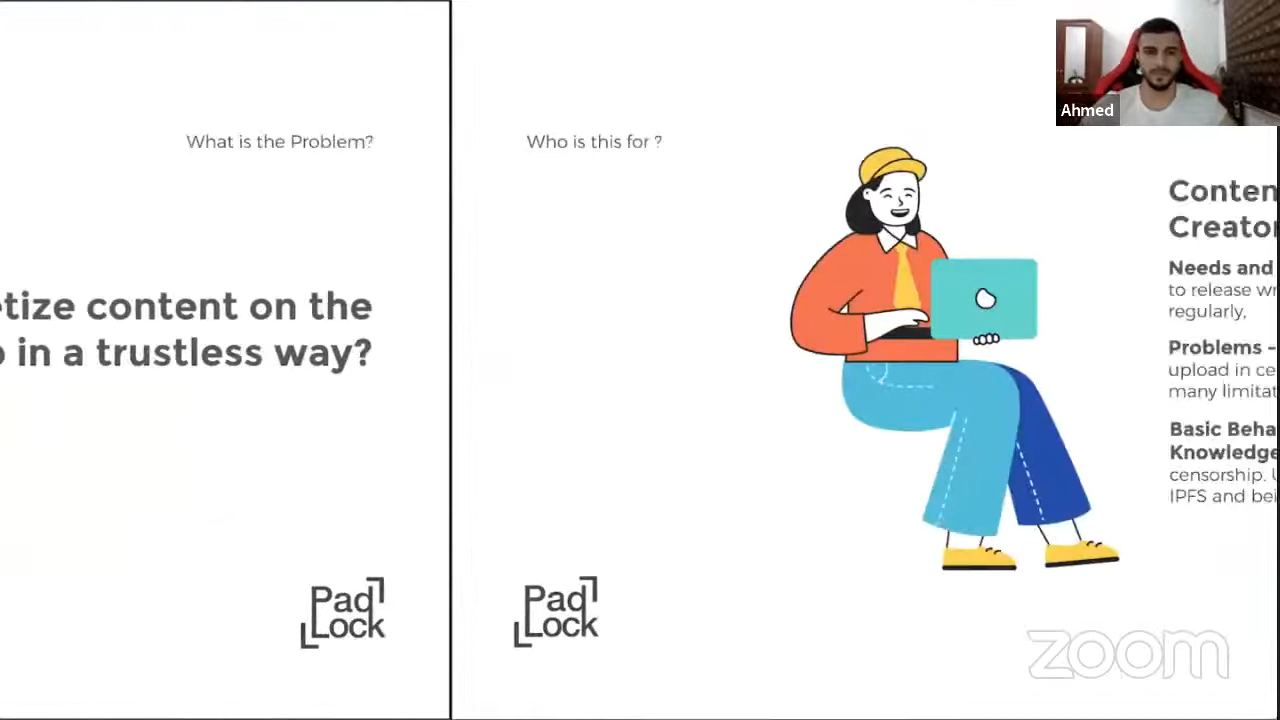 What is the Problem?
tize content on the
in a trustless way?
Pad
Lock
Who is this for ?
Conten
Creator
Needs and
to release wr
regularly,
Problems -
upload in ce
many limitat
Basic Beha
Knowledge
censorship. U
IPFS and bei
Pad
Lock
Ahmed
zoom